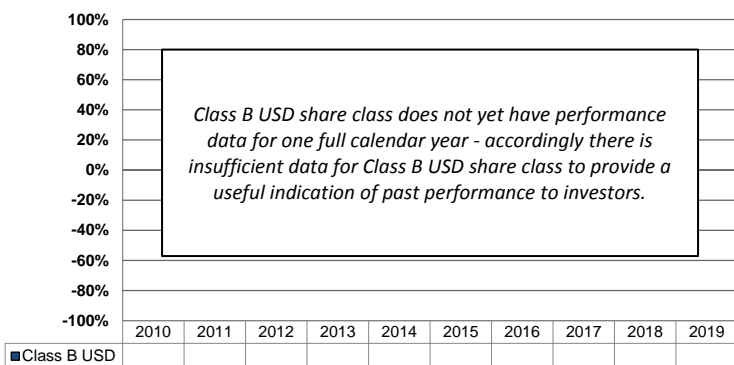 100%
80%
60%
40%
20%
0%
-20%
-40%
-60%
-80%
-100%
Class B USD share class does not yet have performance
data for one full calendar year - accordingly there is
insufficient data for Class B USD share class to provide a
useful indication of past performance to investors.
2010 2011 2012 2013 2014 2015 2016 2017 2018 2019
Class B USD